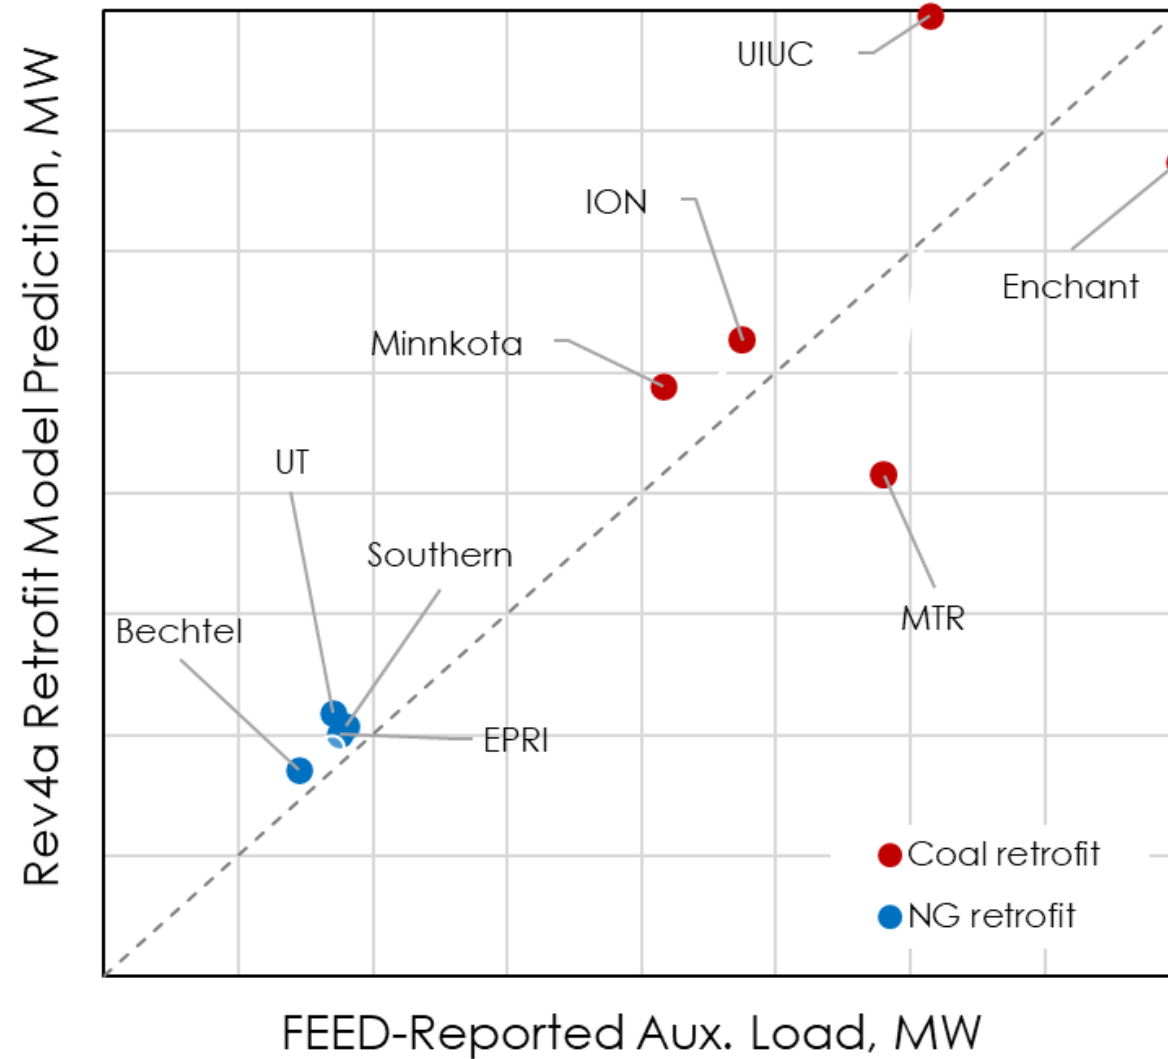 UIUC
ION
Enchant
Minnkota
UT
Southern
MTR
Bechtel
EPRI
Coal retrofit
NG retrofit
Rev4a Retrofit Model Prediction, MW
FEED-Reported Aux. Load, MW